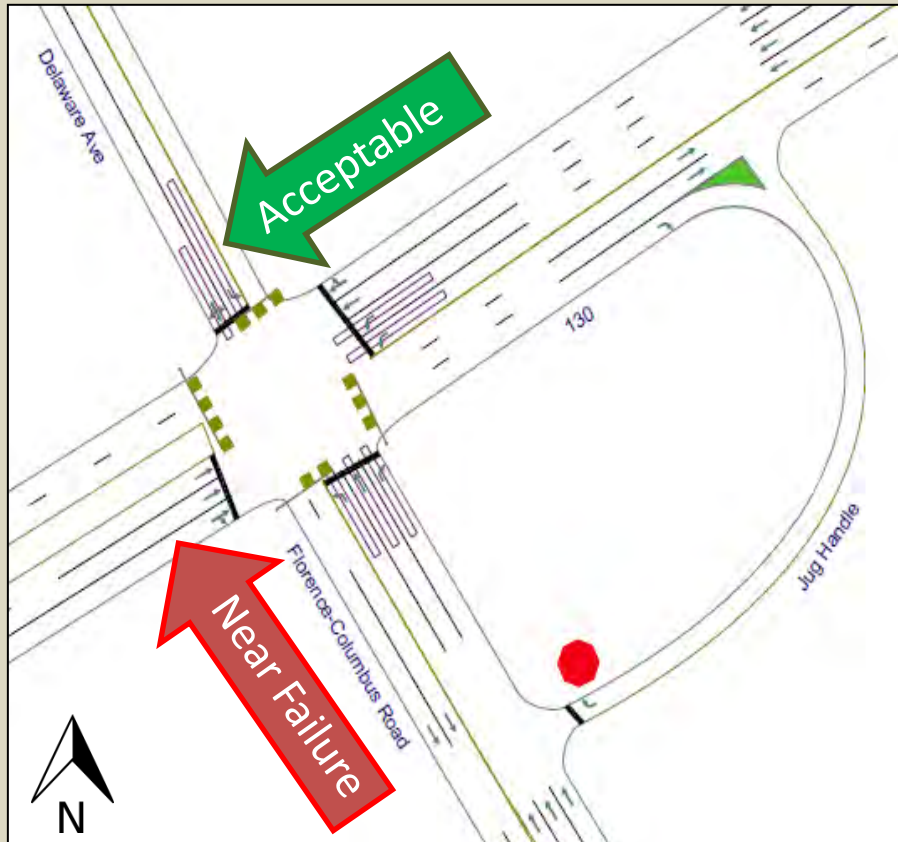 Delaware Ave
Acceptable
130
Jug Handle
Florence-Columbus Road
Near Failure
N